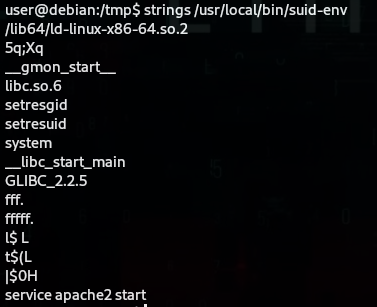 user@debian:/tmp$ strings /usr/local/bin/suid-env
/lib64/ld-linux-x86-64.so.2
5q;Xq
__gmon_start__
libc.so.6
setresgid
setresuid
system
__libc_start_main
GLIBC_2.2.5
fff.
fffff.
l$ L
t$(L
|$0H
service apache2 start